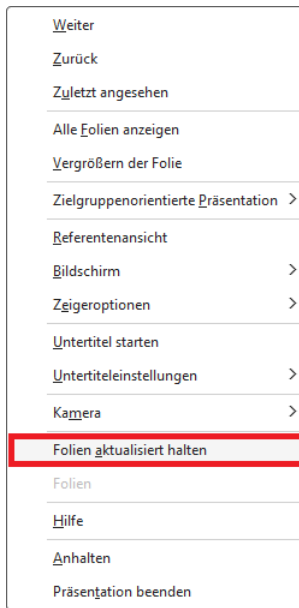 Weiter
Zurück
Zuletzt angesehen
Alle Folien anzeigen
Vergrößern der Folie
Zielgruppenorientierte Präsentation
Referentenansicht
Bildschirm
Zeigeroptionen
Untertitel starten
Untertiteleinstellungen
Kamera
Folien aktualisiert halten
Folien
Hilfe
Anhalten
Präsentation beenden